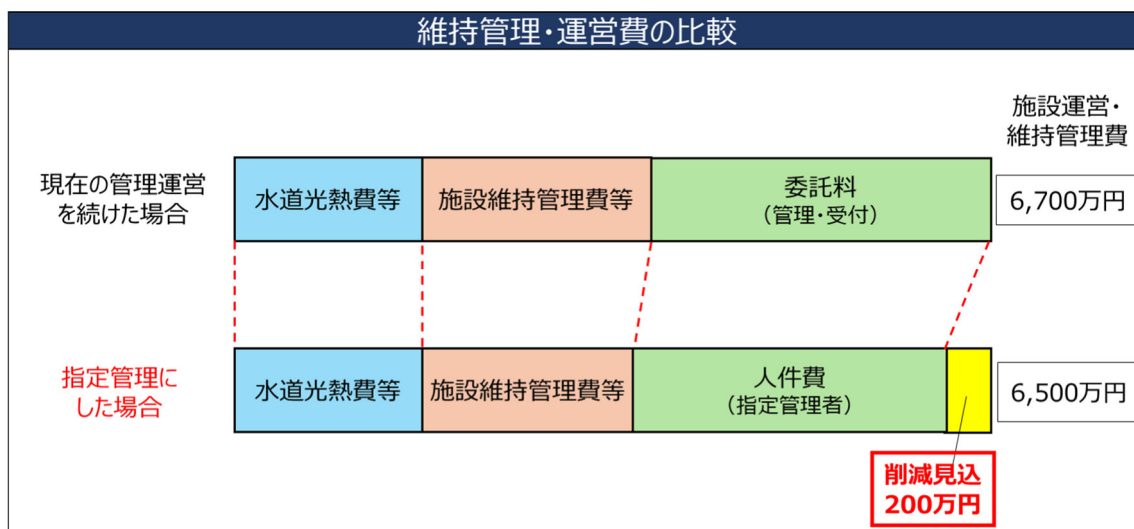 維持管理・運営費の比較
施設運営・
維持管理費
現在の管理運営
を続けた場合
水道光熱費等
施設維持管理費等
委託料
（管理・受付）
6,700万円
指定管理に
した場合
水道光熱費等
施設維持管理費等
人件費
（指定管理者）
6,500万円
削減見込
200万円